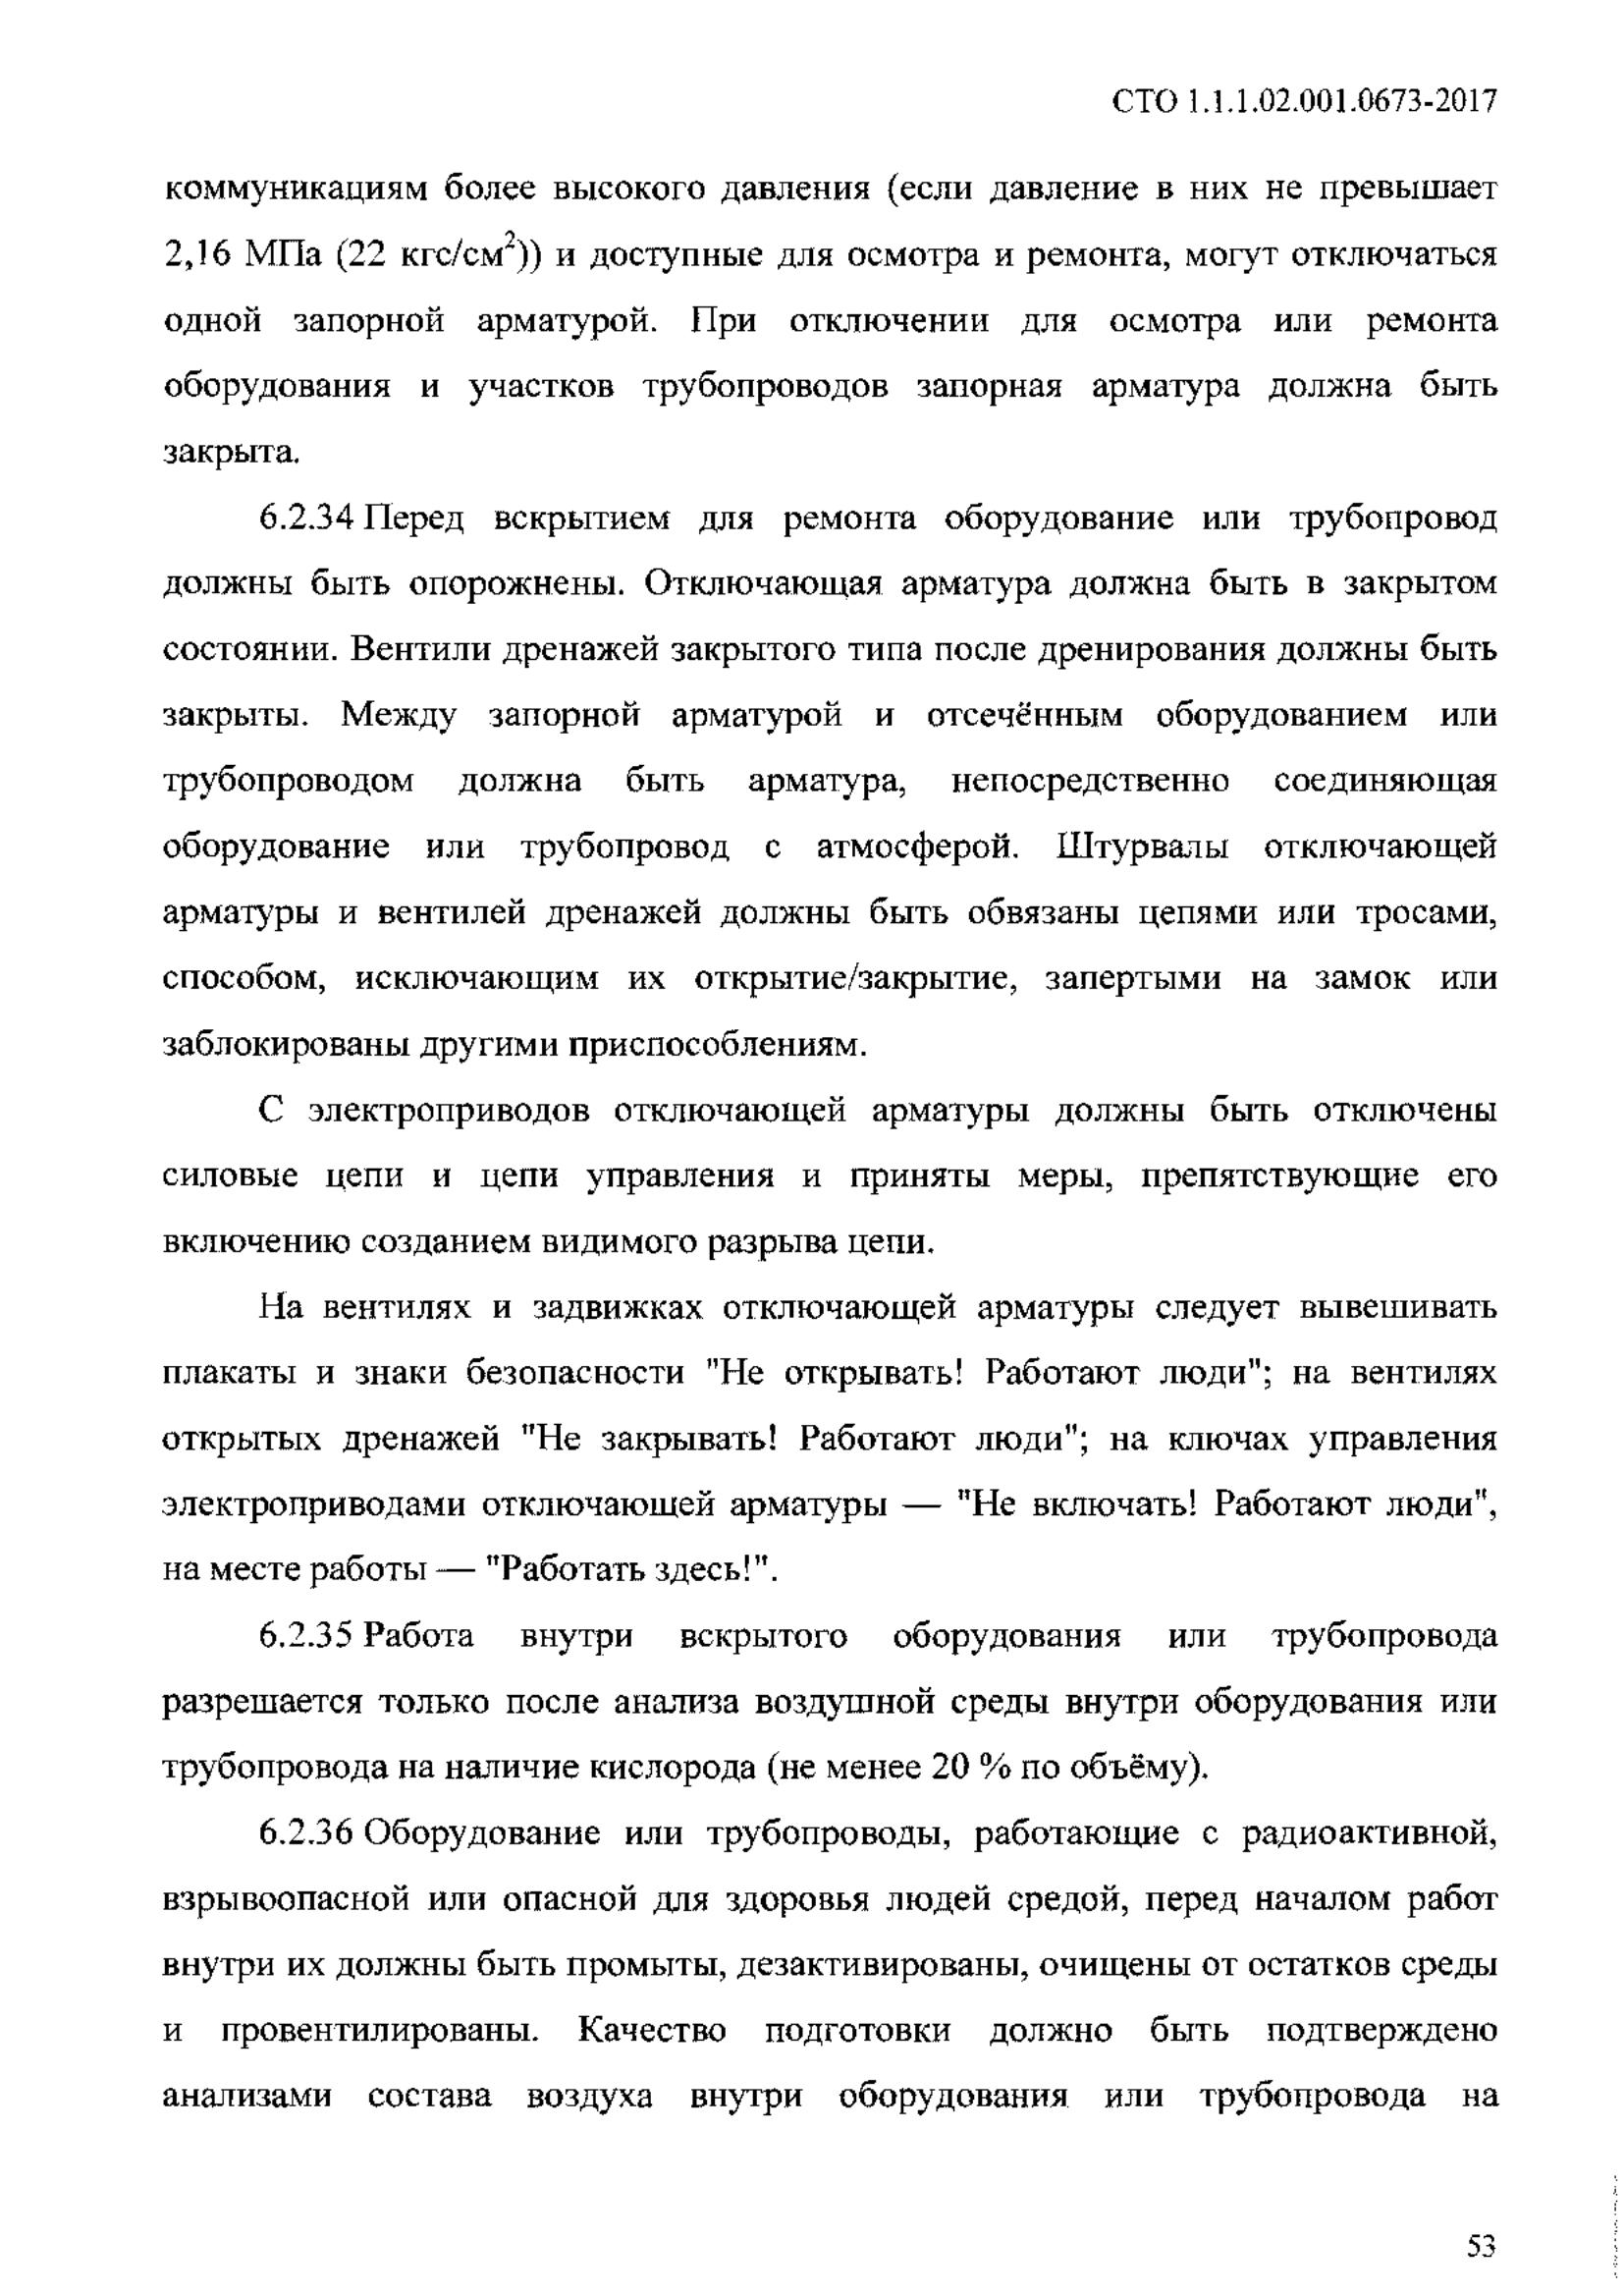 СТО 1.1.1.02.001.0673-2017
коммуникациям более высокого давления (если давление в них не превышает
2,16 МПа (22 кгс/см²)) и доступные для осмотра и ремонта, могут отключаться
одной запорной арматурой. При отключении для осмотра или ремонта
оборудования и участков трубопроводов запорная арматура должна быть
закрыта.
6.2.34 Перед вскрытием для ремонта оборудование или трубопровод
должны быть опорожнены. Отключающая арматура должна быть в закрытом
состоянии. Вентили дренажей закрытого типа после дренирования должны быть
закрыты. Между запорной арматурой и отсечённым оборудованием или
трубопроводом должна быть арматура, непосредственно соединяющая
оборудование или трубопровод с атмосферой. Штурвалы отключающей
арматуры и вентилей дренажей должны быть обвязаны цепями или тросами,
способом, исключающим их открытие/закрытие, запертыми на замок или
заблокированы другими приспособлениям.
С электроприводов отключающей арматуры должны быть отключены
силовые цепи и цепи управления и приняты меры, препятствующие его
включению созданием видимого разрыва цепи.
На вентилях и задвижках отключающей арматуры следует вывешивать
плакаты и знаки безопасности "Не открывать! Работают люди"; на вентилях
открытых дренажей "Не закрывать! Работают люди"; на ключах управления
электроприводами отключающей арматуры — "Не включать! Работают люди",
на месте работы — "Работать здесь!".
6.2.35 Работа внутри вскрытого оборудования или трубопровода
разрешается только после анализа воздушной среды внутри оборудования или
трубопровода на наличие кислорода (не менее 20 % по объёму).
6.2.36 Оборудование или трубопроводы, работающие с радиоактивной,
взрывоопасной или опасной для здоровья людей средой, перед началом работ
внутри их должны быть промыты, дезактивированы, очищены от остатков среды
и провентилированы. Качество подготовки должно быть подтверждено
анализами состава воздуха внутри оборудования или трубопровода на
53